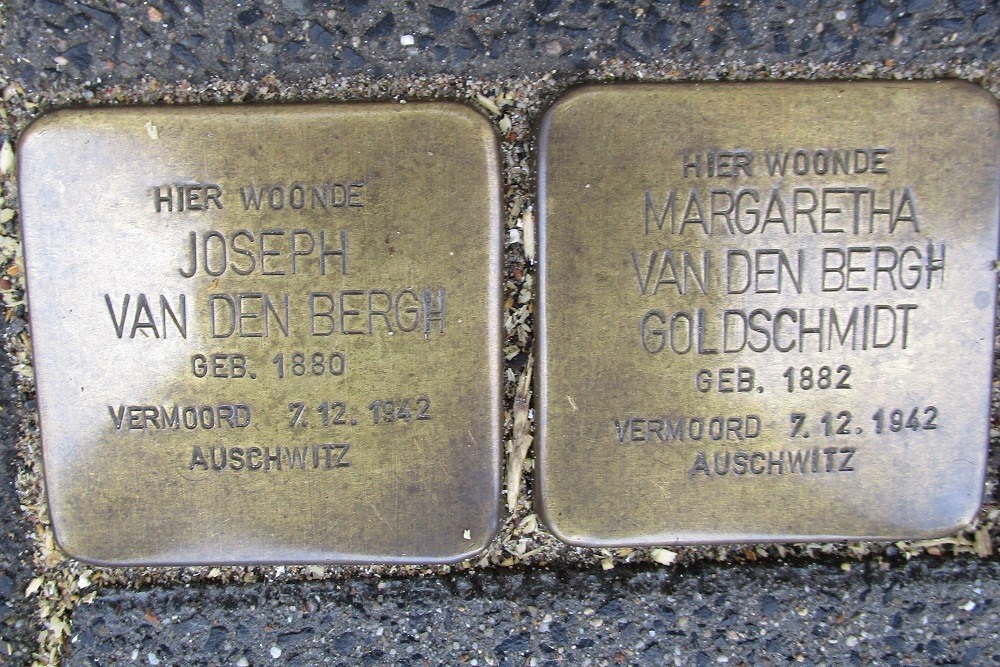 HIER WOONDE
JOSEPH
VAN DEN BERGH
GEB. 1880
VERMOORD 7.12.1942
AUSCHWITZ
HIER WOONDE
MARGARETHA
VAN DEN BERGH
GOLDSCHMIDT
GEB. 1882
VERMOORD 7.12.1942
AUSCHWITZ